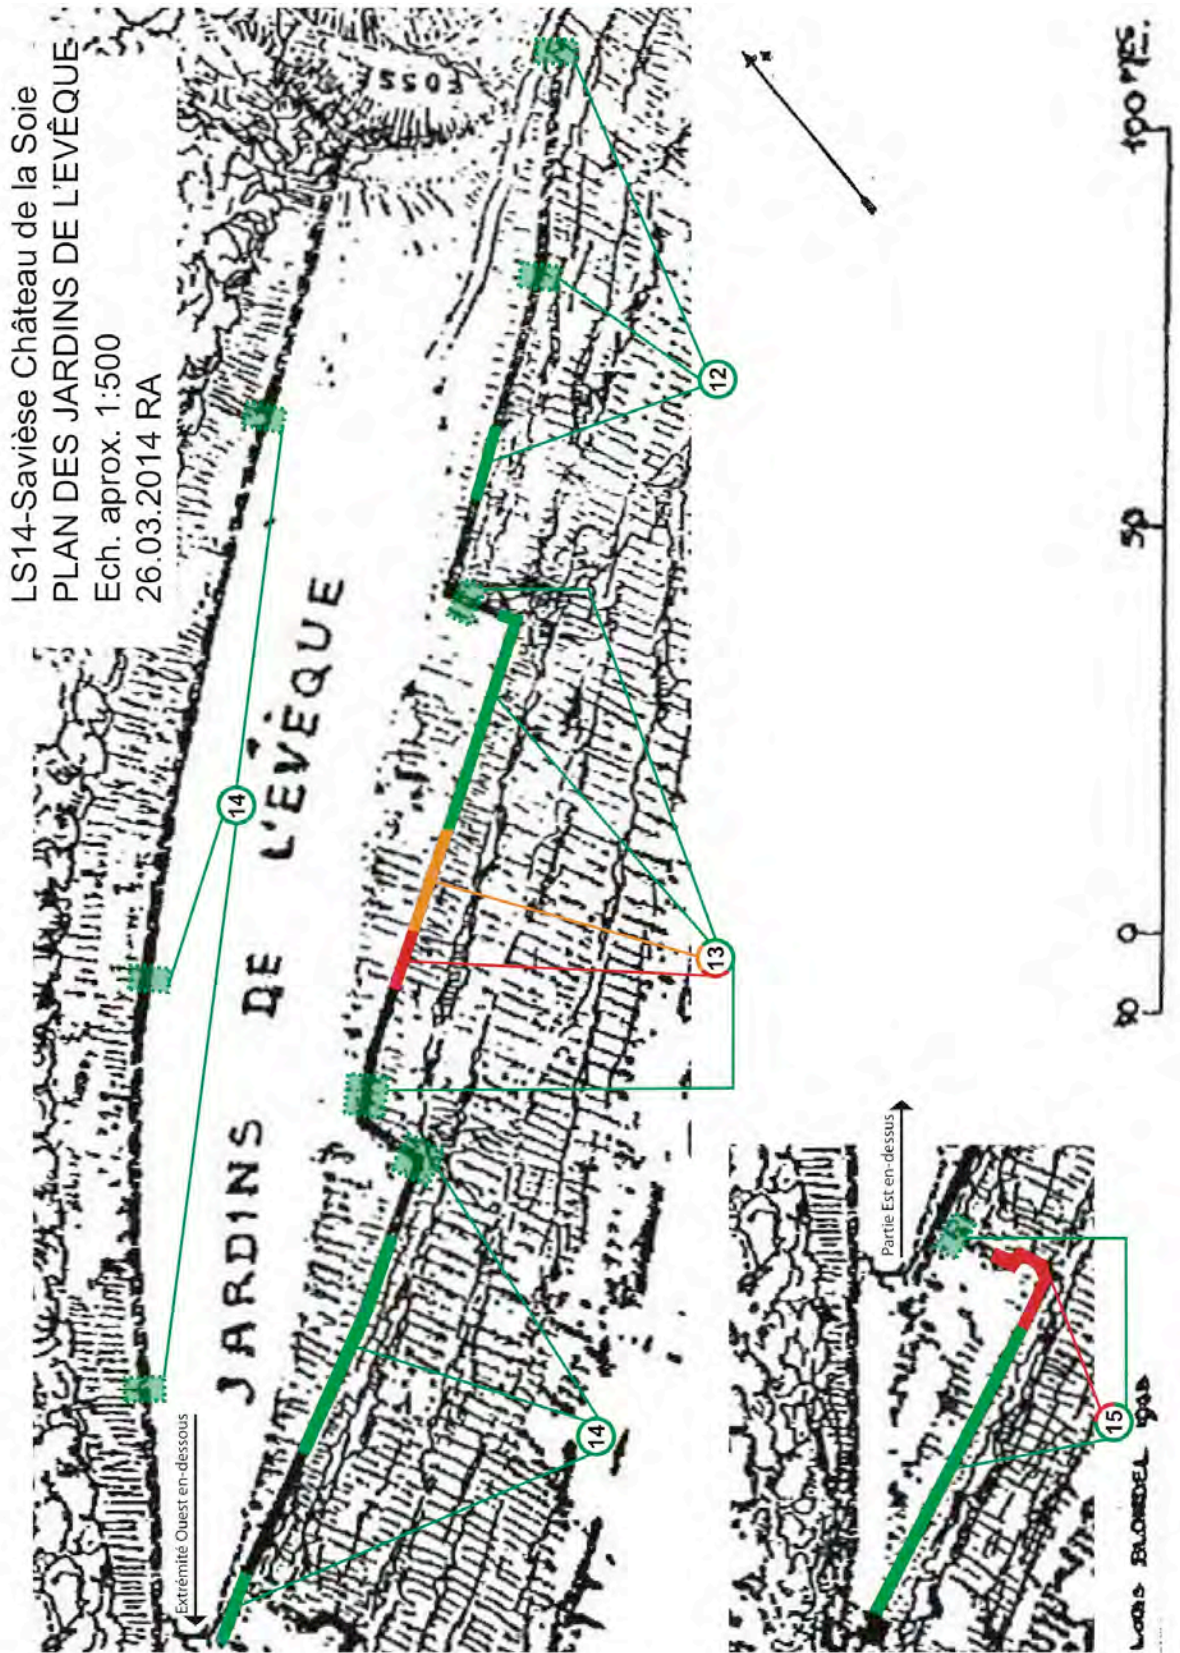 LS14-Savièse Château de la Soie
PLAN DES JARDINS DE L'EVÊQUE
Ech. aprox. 1:500
26.03.2014 RA
FOSSE
JARDINS DE L'EVÊQUE
14
12
13
14
Extrémité Ouest en-dessous
Partie Est en-dessus
15
10 0 50 100 MES.
LOUIS BLONDEL